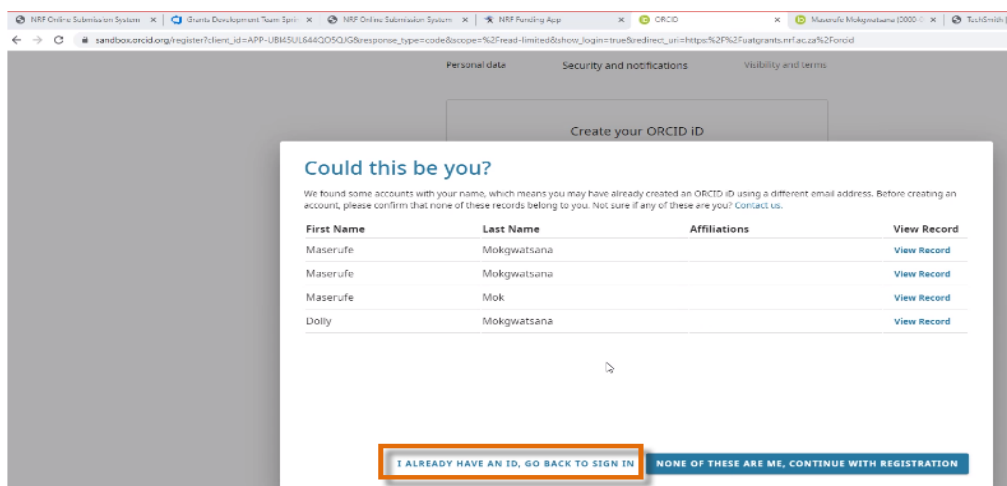 NRF Online Submission System
Grants Development Team Sprin
NRF Online Submission System
NRF Funding App
ORCID
Maserufe Mokgwatsana (0000-
TechSmith
sandbox.orcid.org/register?client_id=APP-UBI45UL644QO5QJG&response_type=code&scope=%2Fread-limited&show_login=true&redirect_uri=https:%2F%2Fuatgrants.nrf.ac.za%2Forcid
Personal data Security and notifications Visibility and terms
Create your ORCID iD
Could this be you?
We found some accounts with your name, which means you may have already created an ORCID iD using a different email address. Before creating an
account, please confirm that none of these records belong to you. Not sure if any of these are you? Contact us.
First Name Last Name Affiliations View Record
Maserufe Mokgwatsana View Record
Maserufe Mokgwatsana View Record
Maserufe Mok View Record
Dolly Mokgwatsana View Record
I ALREADY HAVE AN ID, GO BACK TO SIGN IN NONE OF THESE ARE ME, CONTINUE WITH REGISTRATION